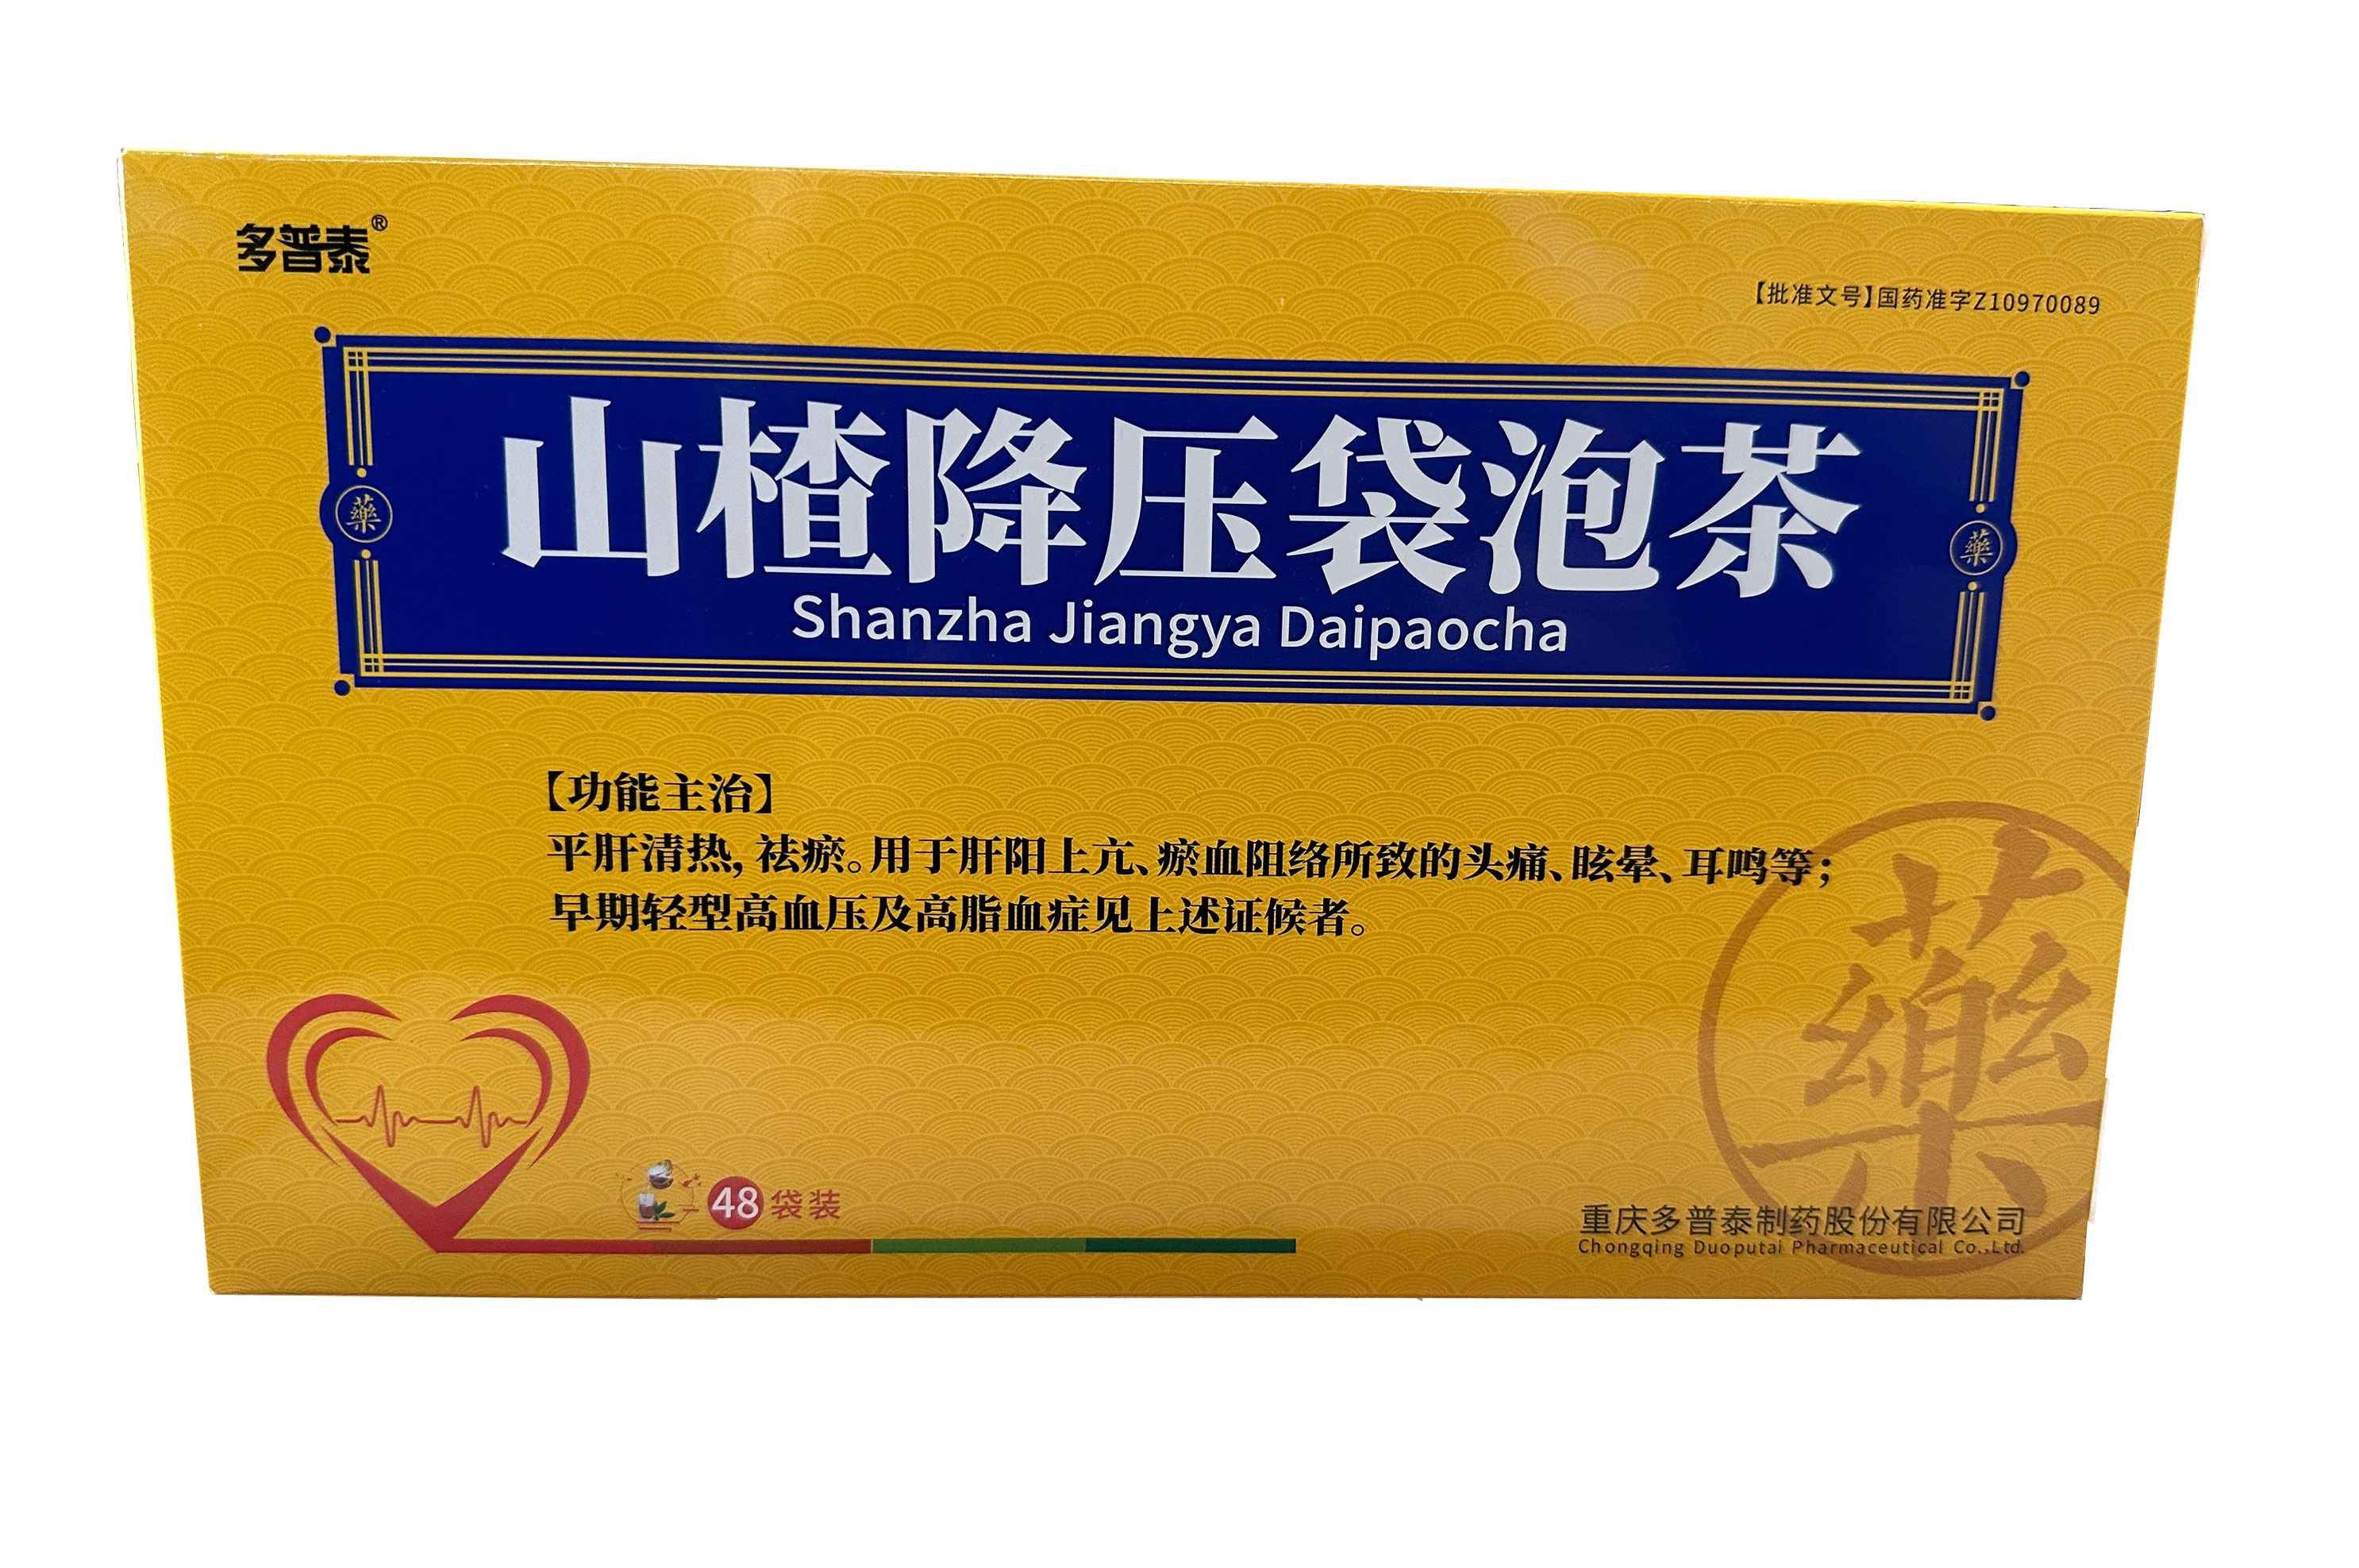 多普泰®
【批准文号】国药准字Z10970089
山楂降压袋泡茶
藥
藥
Shanzha Jiangya Daipaocha
【功能主治】
平肝清热，祛瘀。用于肝阳上亢、瘀血阻络所致的头痛、眩晕、耳鸣等；
早期轻型高血压及高脂血症见上述证候者。
藥
48袋装
重庆多普泰制药股份有限公司
Chongqing Duoputai Pharmaceutical Co.,Ltd.